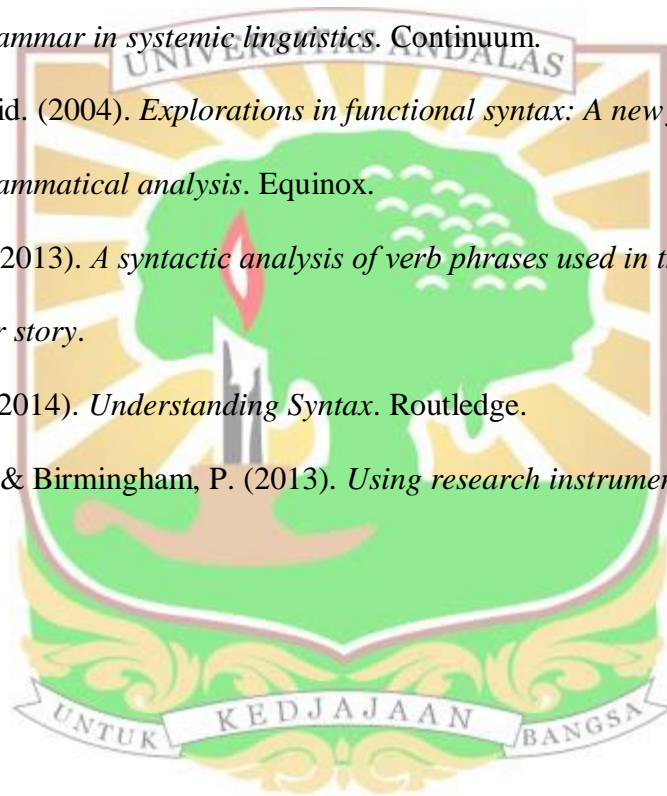 ammar in systemic linguistics. Continuum.
UNIVERSITAS ANDALAS
id. (2004). Explorations in functional syntax: A new
ammatical analysis. Equinox.
2013). A syntactic analysis of verb phrases used in t
r story.
2014). Understanding Syntax. Routledge.
& Birmingham, P. (2013). Using research instrumen
UNTUK KEDJAJAAN BANGSA